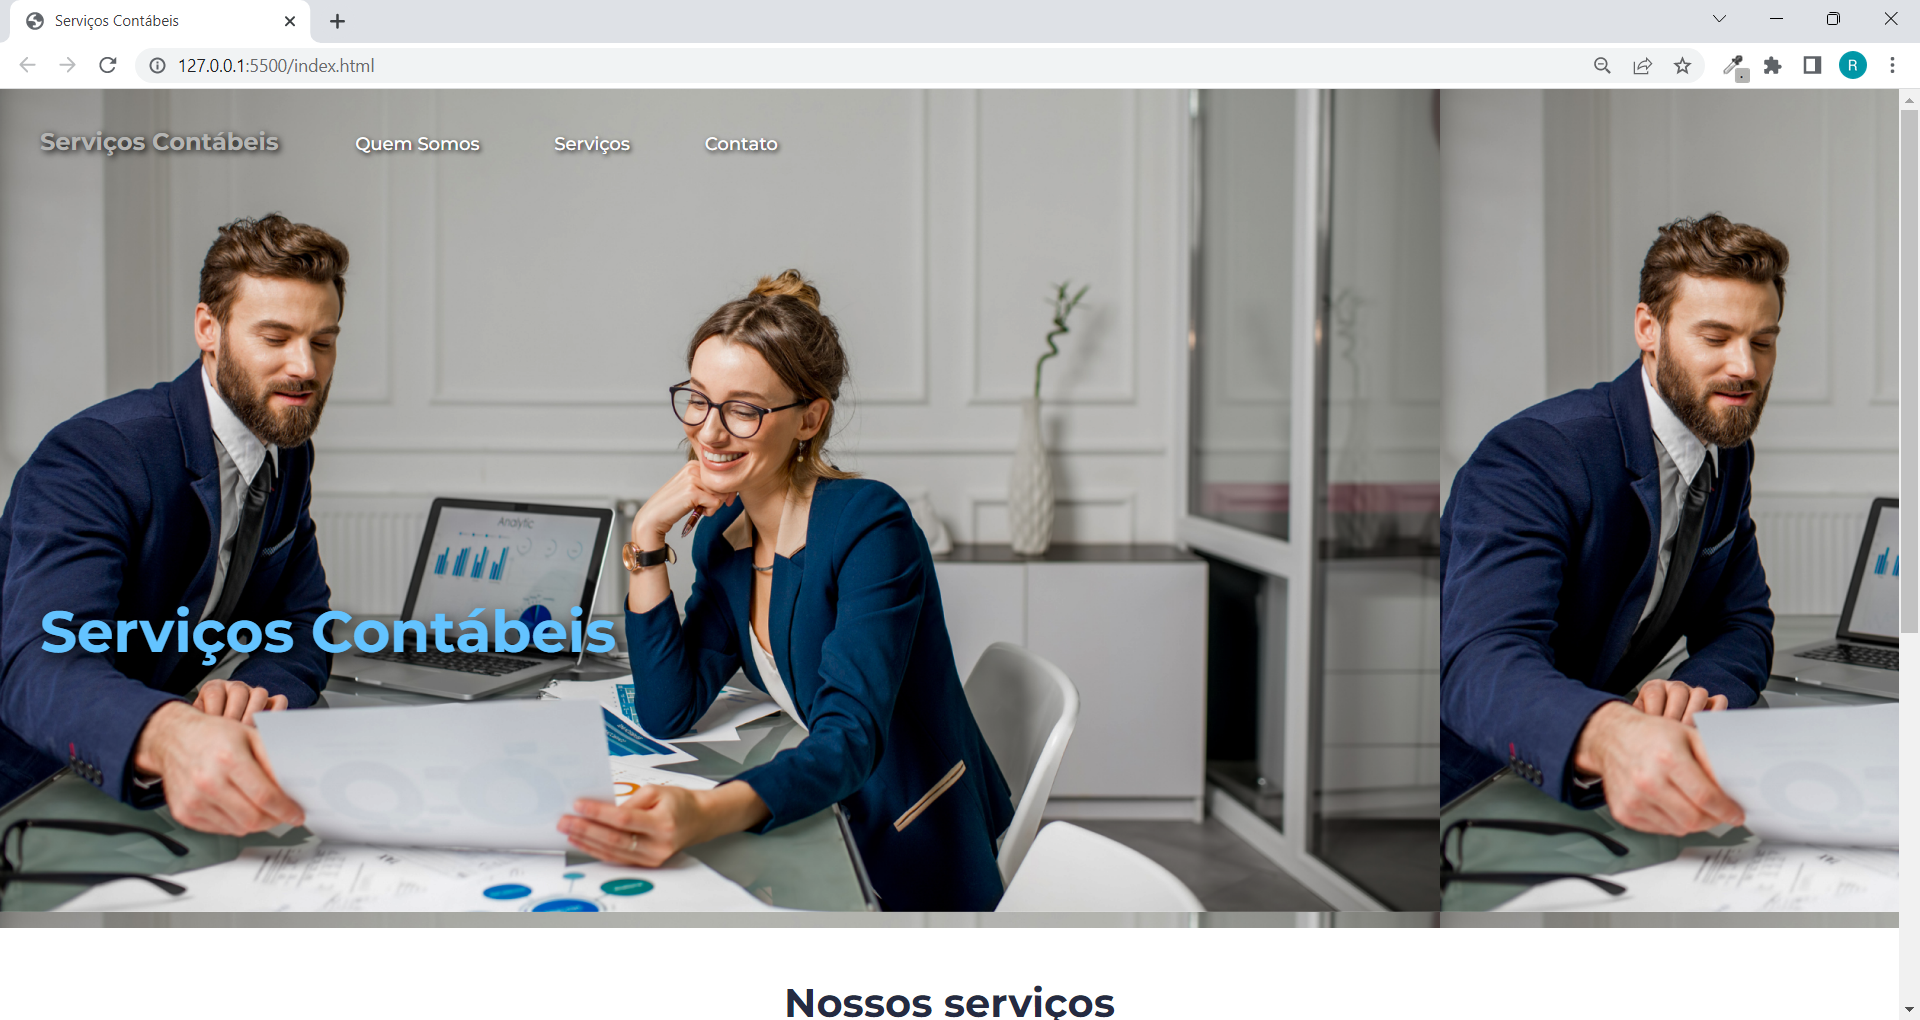 Serviços Contábeis
127.0.0.1:5500/index.html
R
Serviços Contábeis
Quem Somos
Serviços
Contato
Analytic
Serviços Contábeis
Nossos serviços